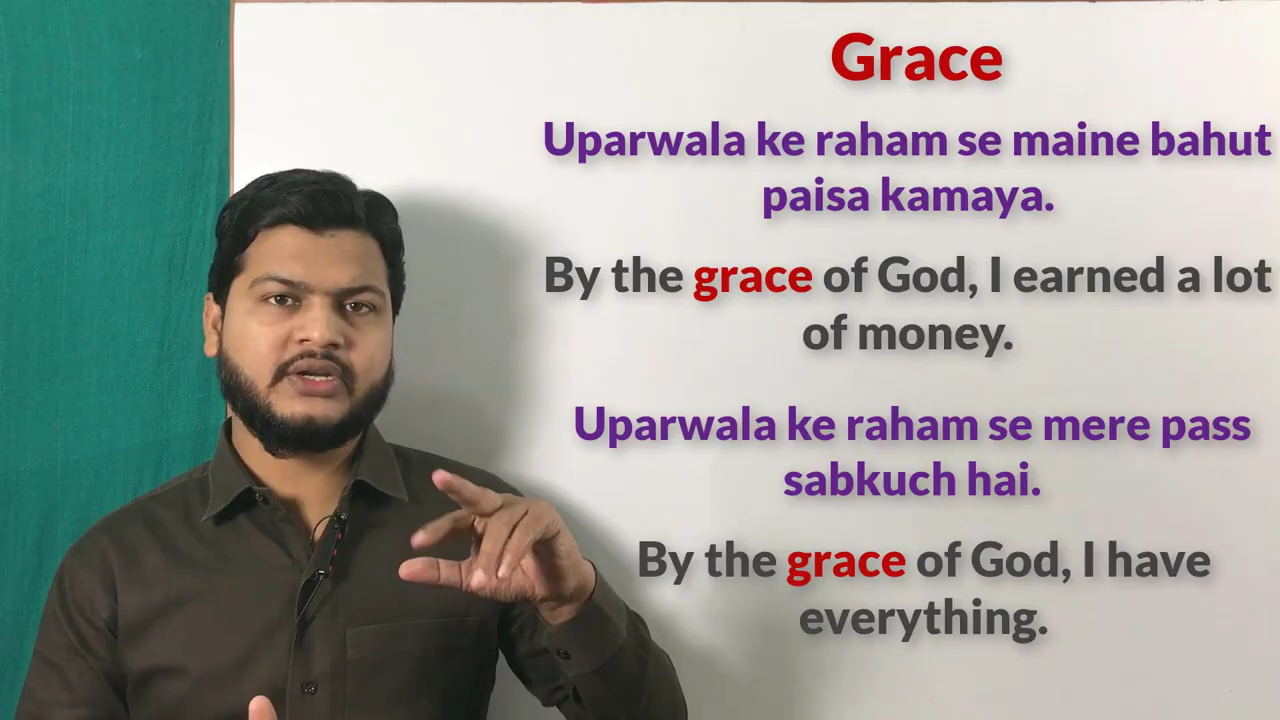 Grace
Uparwala ke raham se maine bahut
paisa kamaya.
By the grace of God, I earned a lot
of money.
Uparwala ke raham se mere pass
sabkuch hai.
By the grace of God, I have
everything.